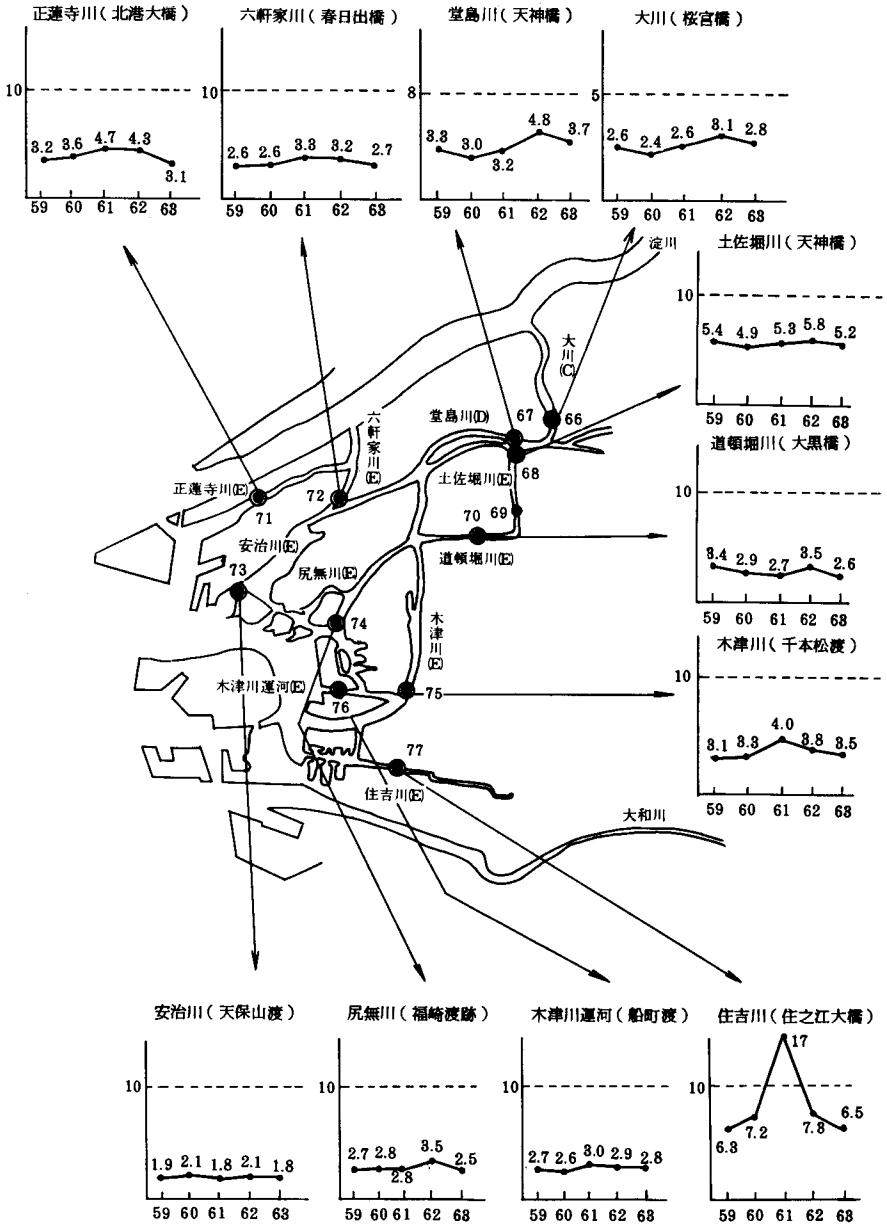 正蓮寺川(北港大橋)
10
3.2 3.6 4.7 4.3 3.1
59 60 61 62 63
六軒家川(春日出橋)
10
2.6 2.6 3.3 3.2 2.7
59 60 61 62 63
堂島川(天神橋)
8
3.8 3.0 3.2 4.8 3.7
59 60 61 62 63
大川(桜宮橋)
5
2.6 2.4 2.6 3.1 2.8
59 60 61 62 63
淀川
土佐堀川(天神橋)
10
5.4 4.9 5.3 5.8 5.2
59 60 61 62 63
大川(C)
堂島川(D)
67
66
68
土佐堀川(E)
六軒家川(E)
正蓮寺川(E)
72
71
69
70
道頓堀川(E)
道頓堀川(大黒橋)
10
3.4 2.9 2.7 3.5 2.6
59 60 61 62 63
安治川(E)
73
尻無川(E)
74
木津川(E)
木津川運河(E)
76
75
木津川(千本松渡)
10
3.1 3.3 4.0 3.8 3.5
59 60 61 62 63
77
住吉川(E)
大和川
安治川(天保山渡)
10
1.9 2.1 1.8 2.1 1.8
59 60 61 62 63
尻無川(福崎渡跡)
10
2.7 2.8 2.8 3.5 2.5
59 60 61 62 63
木津川運河(船町渡)
10
2.7 2.6 3.0 2.9 2.8
59 60 61 62 63
住吉川(住之江大橋)
10
6.3 7.2 17 7.8 6.5
59 60 61 62 63